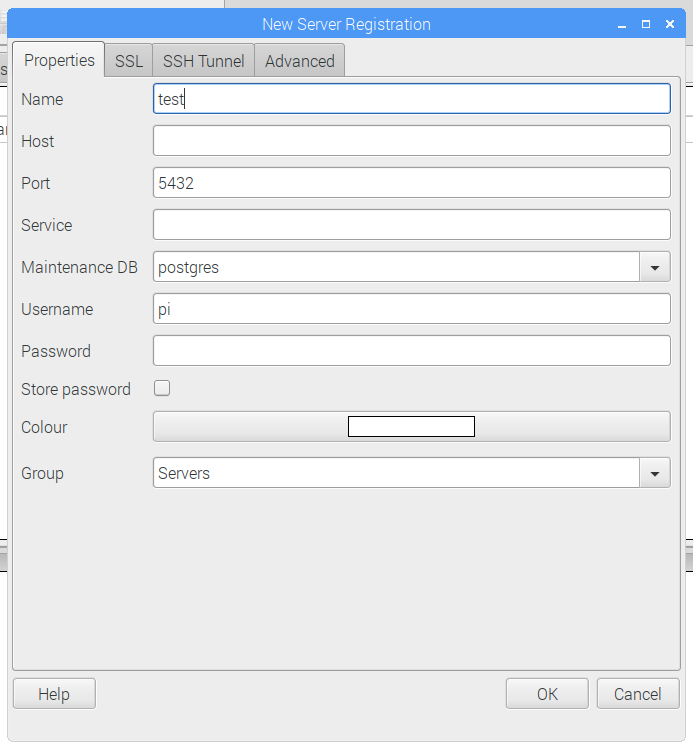 New Server Registration
Properties SSL SSH Tunnel Advanced
Name test
Host
Port 5432
Service
Maintenance DB postgres
Username pi
Password
Store password
Colour
Group Servers
Help OK Cancel